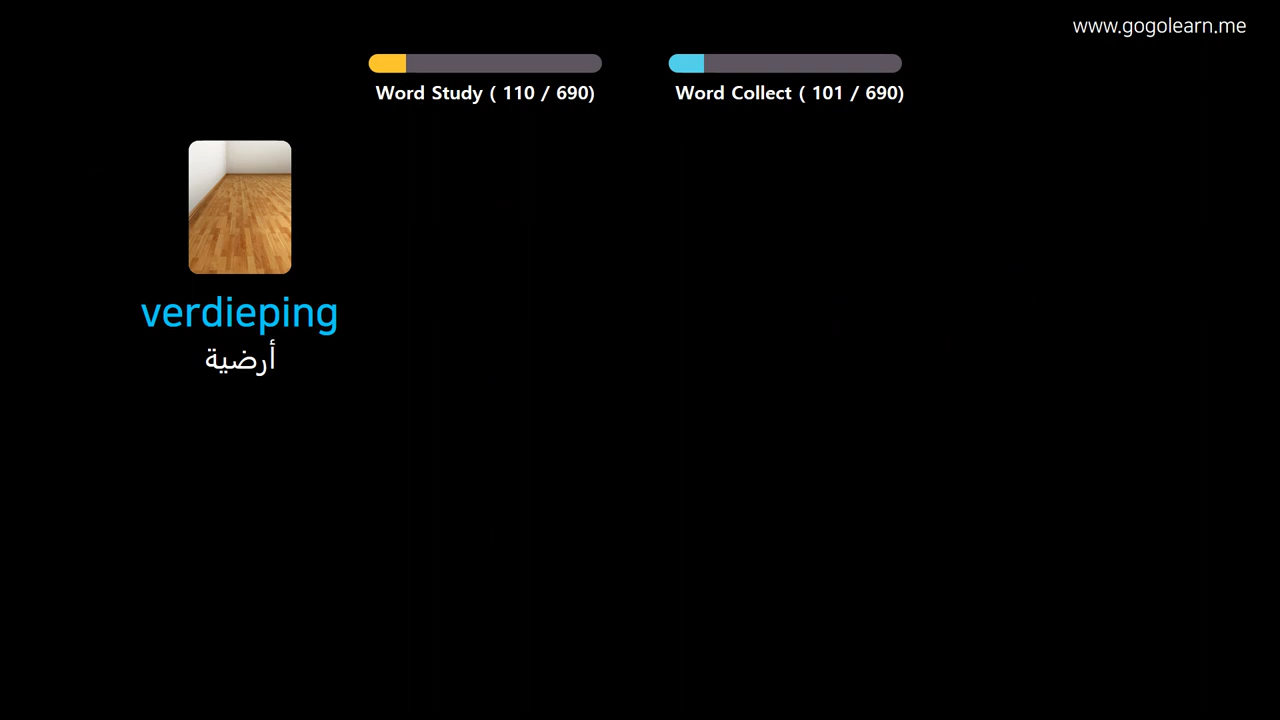 www.gogolearn.me
Word Study ( 110 / 690)
Word Collect ( 101 / 690)
verdieping
أرضية